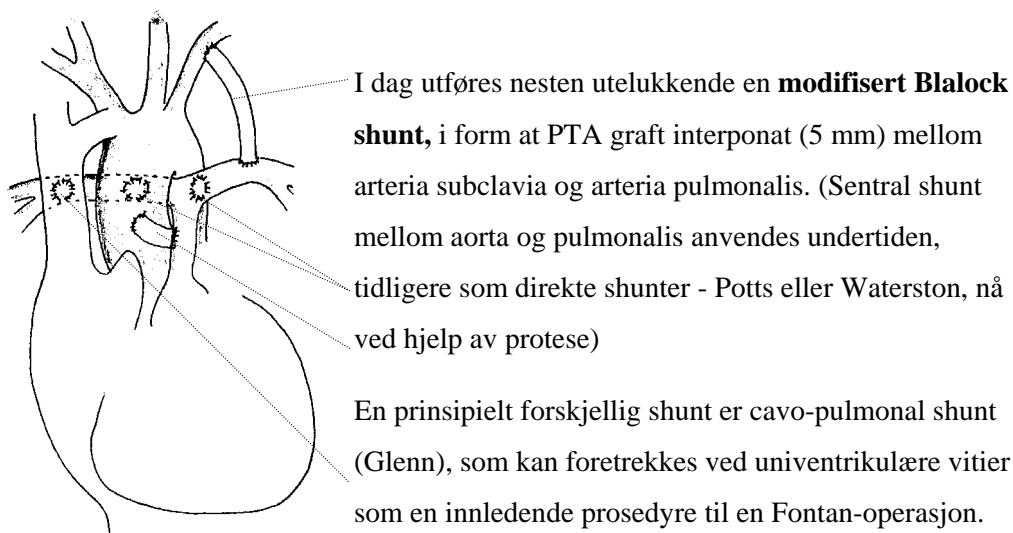 I dag utføres nesten utelukkende en modifisert Blalock
shunt, i form at PTA graft interponat (5 mm) mellom
arteria subclavia og arteria pulmonalis. (Sentral shunt
mellom aorta og pulmonalis anvendes undertiden,
tidligere som direkte shunter - Potts eller Waterston, nå
ved hjelp av protese)
En prinsipielt forskjellig shunt er cavo-pulmonal shunt
(Glenn), som kan foretrekkes ved univentrikulære vitier
som en innledende prosedyre til en Fontan-operasjon.